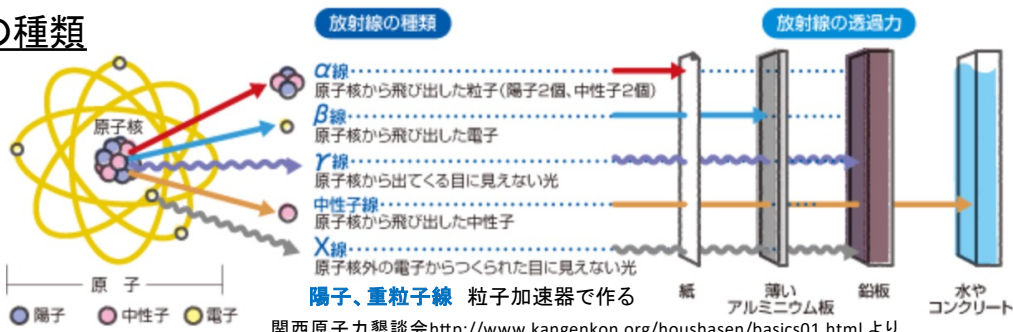 の種類
放射線の種類
放射線の透過力
原子核
α線
原子核から飛び出した粒子(陽子2個、中性子2個)
β線
原子核から飛び出した電子
γ線
原子核から出てくる目に見えない光
中性子線
原子核から飛び出した中性子
X線
原子核外の電子からつくられた目に見えない光
陽子、重粒子線 粒子加速器で作る
原 子
陽子 中性子 電子
紙
薄い
アルミニウム板
鉛板
水や
コンクリート
関西原子力懇談会http://www.kangenkon.org/houshasen/basics01.htmlより